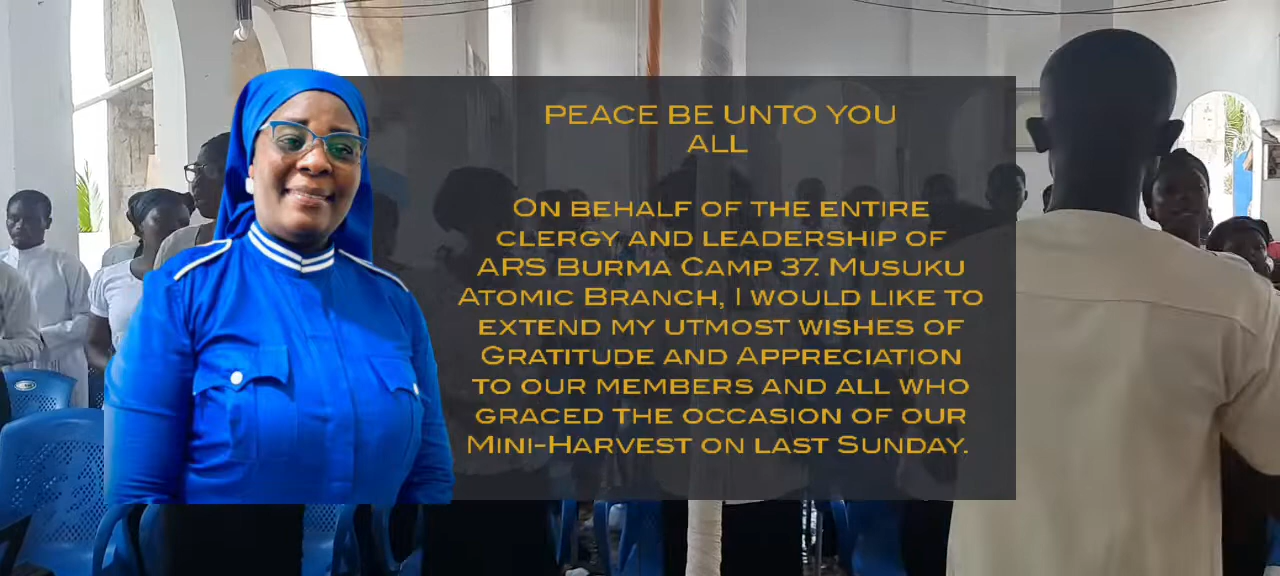 PEACE BE UNTO YOU
ALL
ON BEHALF OF THE ENTIRE
CLERGY AND LEADERSHIP OF
ARS BURMA CAMP 37. MUSUKU
ATOMIC BRANCH, I WOULD LIKE TO
EXTEND MY UTMOST WISHES OF
GRATITUDE AND APPRECIATION
TO OUR MEMBERS AND ALL WHO
GRACED THE OCCASION OF OUR
MINI-HARVEST ON LAST SUNDAY.